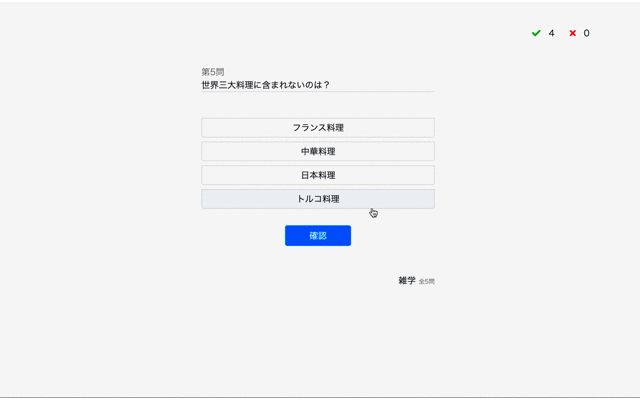 4 0
第5問
世界三大料理に含まれないのは？
フランス料理
中華料理
日本料理
トルコ料理
確認
雑学 全5問